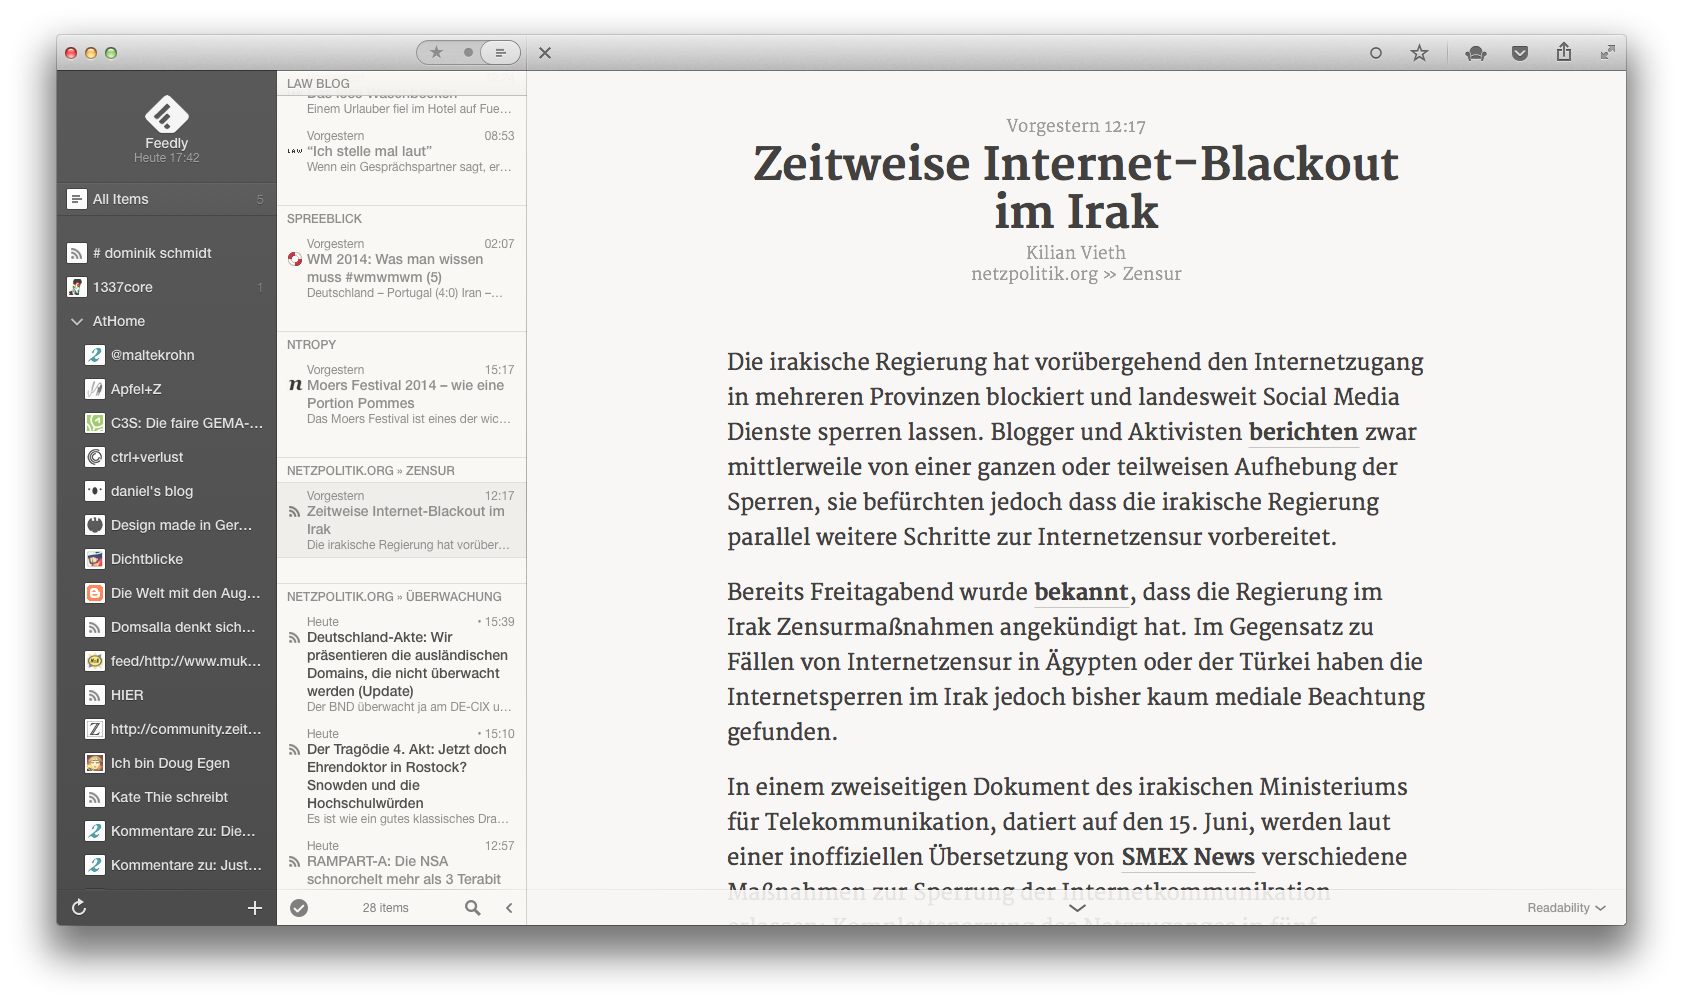 Feedly
Heute 17:42
All Items 5
# dominik schmidt
1337core 1
AtHome
@maltekrohn
Apfel+Z
C3S: Die faire GEMA-...
ctrl+verlust
daniel's blog
Design made in Ger...
Dichtblicke
Die Welt mit den Aug...
Domsalla denkt sich...
feed/http://www.muk...
HIER
http://community.zeit...
Ich bin Doug Egen
Kate Thie schreibt
Kommentare zu: Die...
Kommentare zu: Just...
LAW BLOG
Einem Urlauber fiel im Hotel auf Fue...
Vorgestern 08:53
LAW “Ich stelle mal laut”
Wenn ein Gesprächspartner sagt, er...
SPREEBLICK
Vorgestern 02:07
WM 2014: Was man wissen
muss #wmwmwm (5)
Deutschland – Portugal (4:0) Iran –...
NTROPY
Vorgestern 15:17
n Moers Festival 2014 – wie eine
Portion Pommes
Das Moers Festival ist eines der wic...
NETZPOLITIK.ORG » ZENSUR
Vorgestern 12:17
Zeitweise Internet-Blackout im
Irak
Die irakische Regierung hat vorüber...
NETZPOLITIK.ORG » ÜBERWACHUNG
Heute • 15:39
Deutschland-Akte: Wir
präsentieren die ausländischen
Domains, die nicht überwacht
werden (Update)
Der BND überwacht ja am DE-CIX u...
Heute • 15:10
Der Tragödie 4. Akt: Jetzt doch
Ehrendoktor in Rostock?
Snowden und die
Hochschulwürden
Es ist wie ein gutes klassisches Dra...
Heute 12:57
RAMPART-A: Die NSA
schnorchelt mehr als 3 Terabit
28 items
Vorgestern 12:17
Zeitweise Internet-Blackout
im Irak
Kilian Vieth
netzpolitik.org » Zensur
Die irakische Regierung hat vorübergehend den Internetzugang
in mehreren Provinzen blockiert und landesweit Social Media
Dienste sperren lassen. Blogger und Aktivisten berichten zwar
mittlerweile von einer ganzen oder teilweisen Aufhebung der
Sperren, sie befürchten jedoch dass die irakische Regierung
parallel weitere Schritte zur Internetzensur vorbereitet.
Bereits Freitagabend wurde bekannt, dass die Regierung im
Irak Zensurmaßnahmen angekündigt hat. Im Gegensatz zu
Fällen von Internetzensur in Ägypten oder der Türkei haben die
Internetsperren im Irak jedoch bisher kaum mediale Beachtung
gefunden.
In einem zweiseitigen Dokument des irakischen Ministeriums
für Telekommunikation, datiert auf den 15. Juni, werden laut
einer inoffiziellen Übersetzung von SMEX News verschiedene
Maßnahmen zur Sperrung der Internetkommunikation
erlassen: Komplettsperrung des Netzzuganges in fünf
Readability